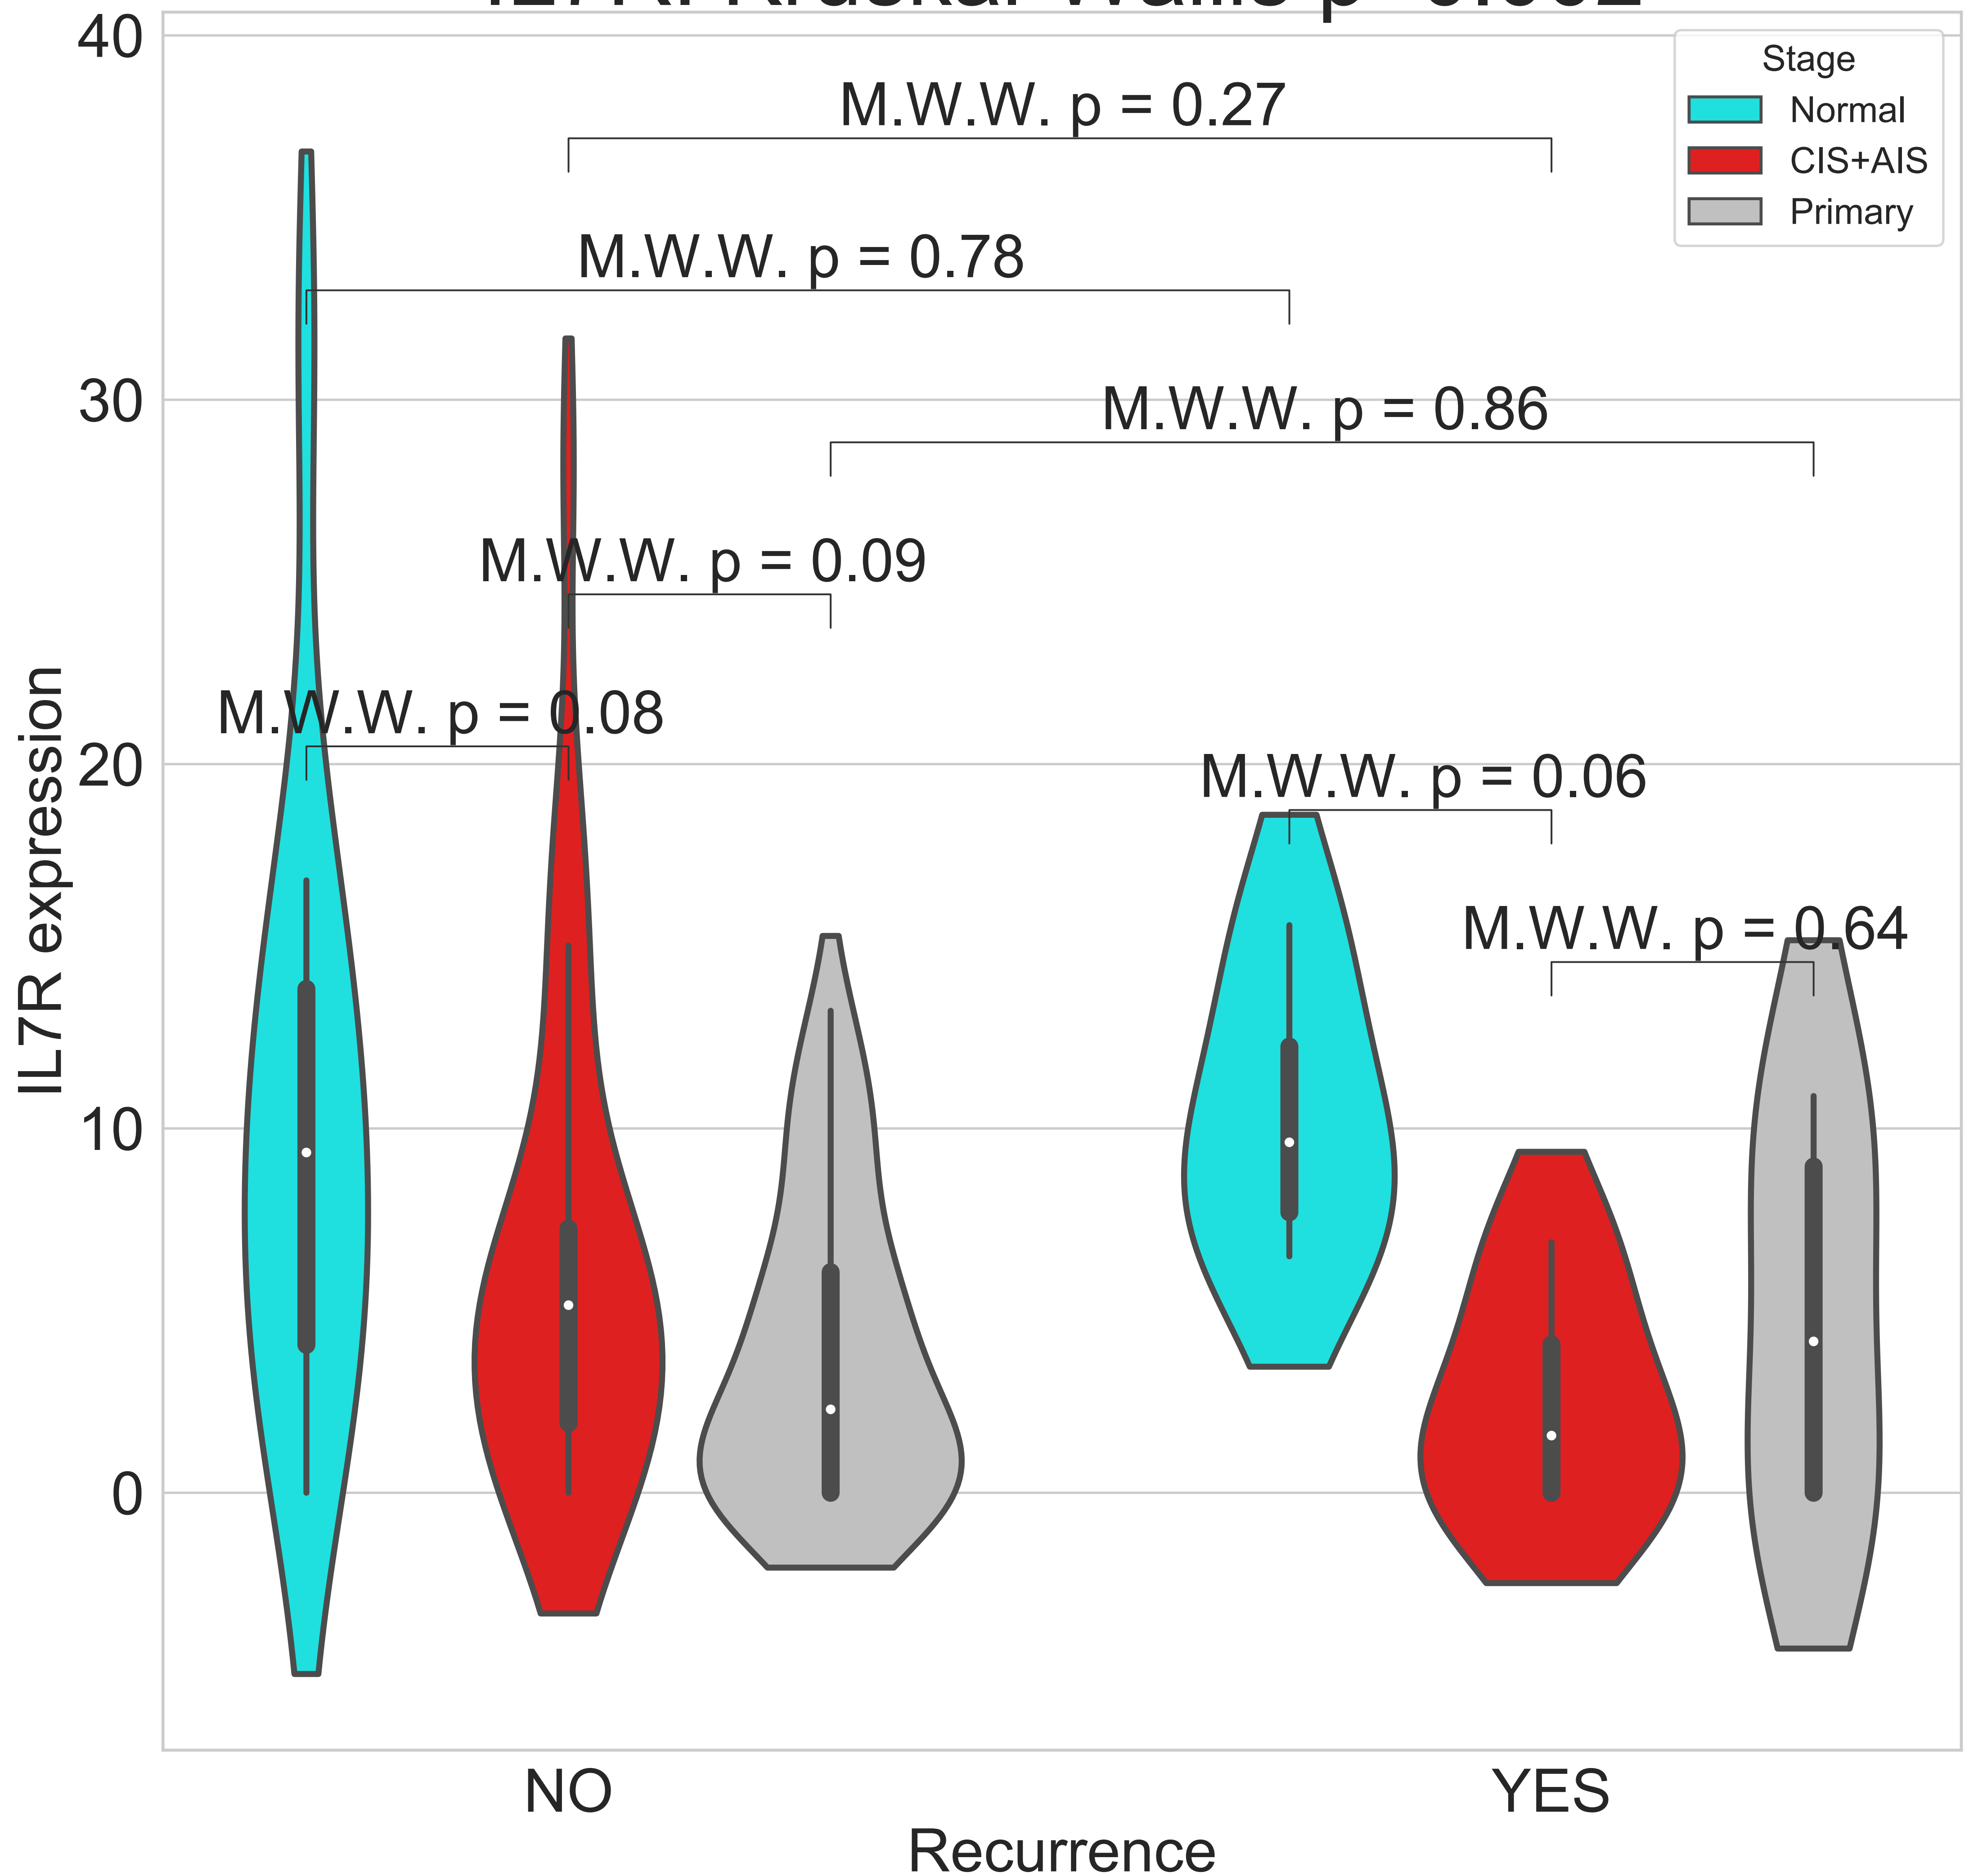 40
Stage
Normal
CIS+AIS
Primary
M.W.W. p = 0.27
M.W.W. p = 0.78
30
M.W.W. p = 0.86
M.W.W. p = 0.09
M.W.W. p = 0.08
20
M.W.W. p = 0.06
M.W.W. p = 0.64
IL7R expression
10
0
NO
YES
Recurrence